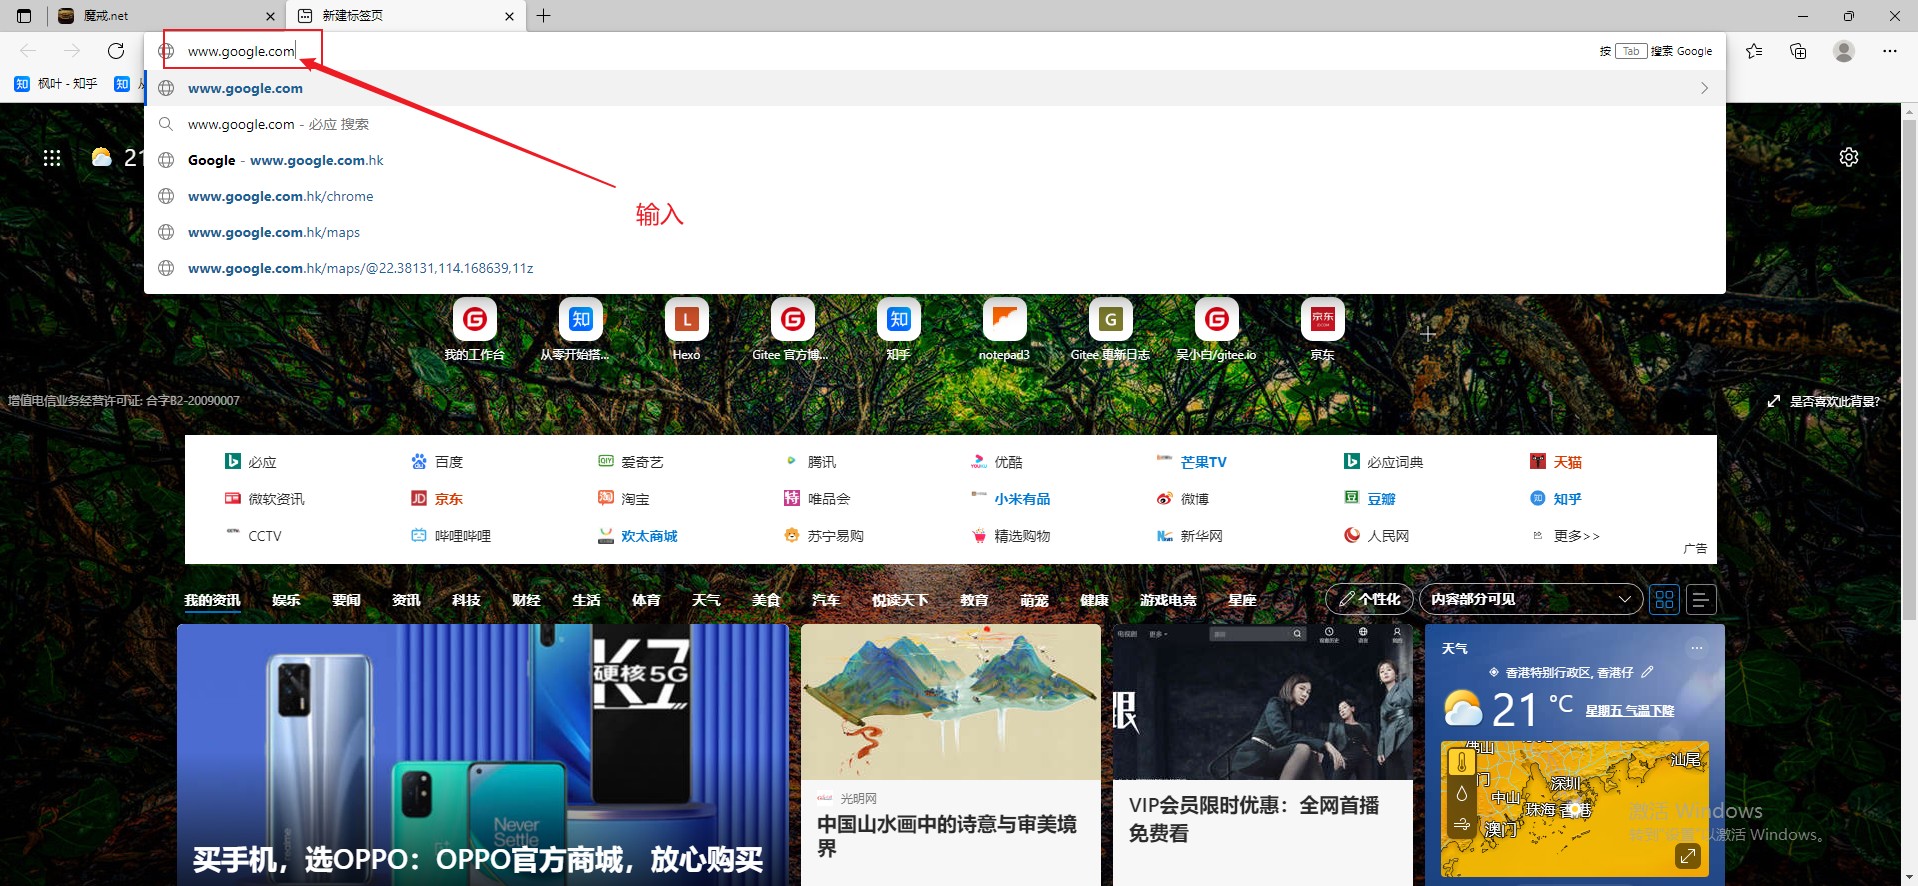 魔戒.net
新建标签页
www.google.com
按 Tab 搜索 Google
知 枫叶 - 知乎 知
www.google.com
www.google.com - 必应 搜索
Google - www.google.com.hk
www.google.com.hk/chrome
www.google.com.hk/maps
www.google.com.hk/maps/@22.38131,114.168639,11z
输入
21
知 L 知 G 京东
我的工作台 从零开始搭... Hexo Gitee 官方博... 知乎 notepad3 Gitee 更新日志 吴小白/gitee.io 京东
增值电信业务经营许可证: 合字B2-20090007
是否喜欢此背景?
必应 百度 爱奇艺 腾讯 优酷 芒果TV 必应词典 天猫
微软资讯 京东 淘宝 唯品会 小米有品 微博 豆瓣 知乎
CCTV 哔哩哔哩 欢太商城 苏宁易购 精选购物 新华网 人民网 更多>>
广告
我的资讯 娱乐 要闻 资讯 科技 财经 生活 体育 天气 美食 汽车 悦读天下 教育 萌宠 健康 游戏电竞 星座
个性化 内容部分可见
K7
硬核 5G
realme
Never
Settle
买手机，选OPPO：OPPO官方商城，放心购买
光明网
中国山水画中的诗意与审美境
界
电视剧 更多
眼
VIP会员限时优惠：全网首播
免费看
天气
香港特别行政区, 香港仔
21 °C 星期五 气温下降
佛山
汕尾
深圳
中山
珠海 香港
澳门
激活 Windows
转到"设置"以激活 Windows。